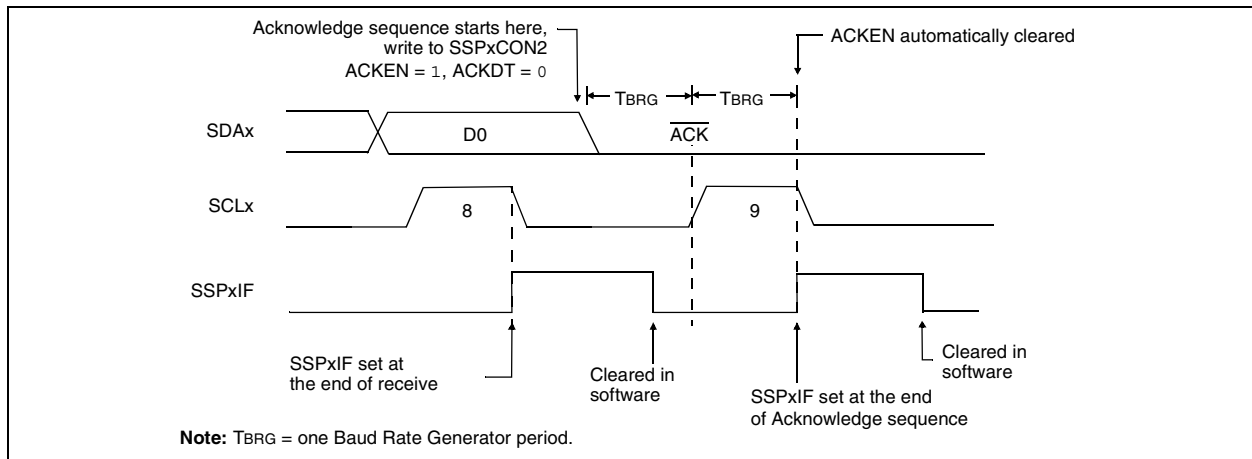 Acknowledge sequence starts here,
write to SSPxCON2
ACKEN = 1, ACKDT = 0
ACKEN automatically cleared
TBRG
TBRG
SDAx
D0
ACK
SCLx
8
9
SSPxIF
SSPxIF set at
the end of receive
Cleared in
software
SSPxIF set at the end
of Acknowledge sequence
Cleared in
software
Note: TBRG = one Baud Rate Generator period.